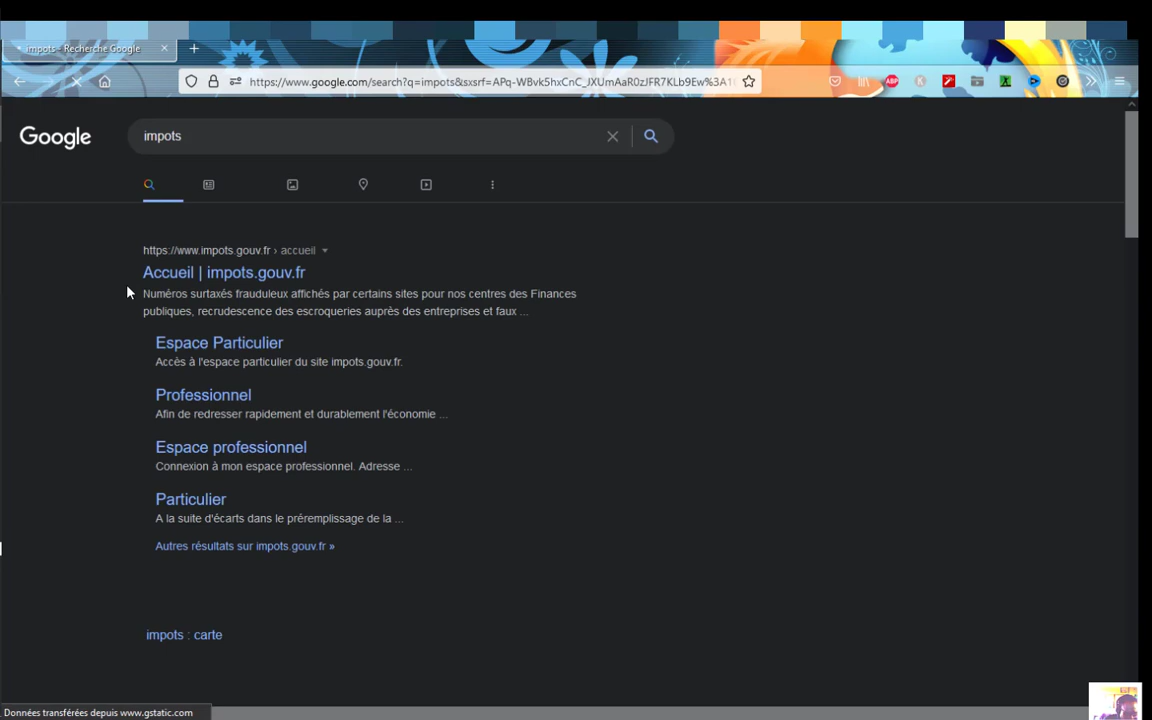 impots - Recherche Google
https://www.google.com/search?q=impots&sxsrf=APq-WBvk5hxCnC_JXUmAaR0zJFR7KLb9Ew%3A1
ABP
Google
impots
https://www.impots.gouv.fr › accueil
Accueil | impots.gouv.fr
Numéros surtaxés frauduleux affichés par certains sites pour nos centres des Finances
publiques, recrudescence des escroqueries auprès des entreprises et faux ...
Espace Particulier
Accès à l'espace particulier du site impots.gouv.fr.
Professionnel
Afin de redresser rapidement et durablement l'économie ...
Espace professionnel
Connexion à mon espace professionnel. Adresse ...
Particulier
A la suite d'écarts dans le préremplissage de la ...
Autres résultats sur impots.gouv.fr »
impots : carte
Données transférées depuis www.gstatic.com